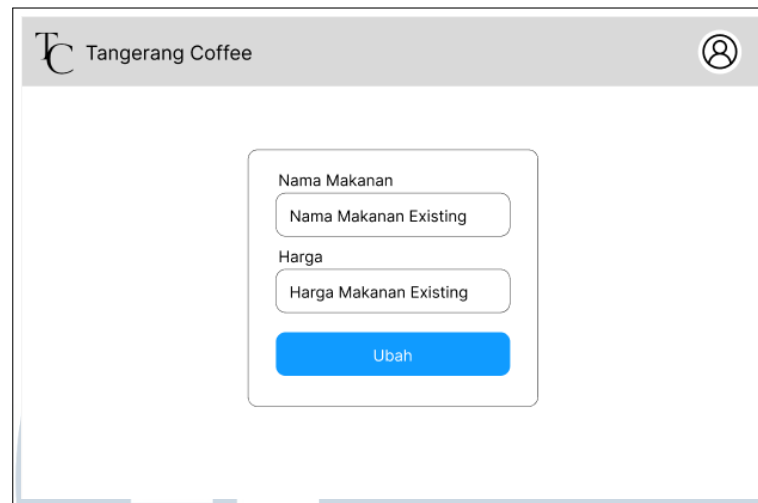 TC Tangerang Coffee
Nama Makanan
Nama Makanan Existing
Harga
Harga Makanan Existing
Ubah